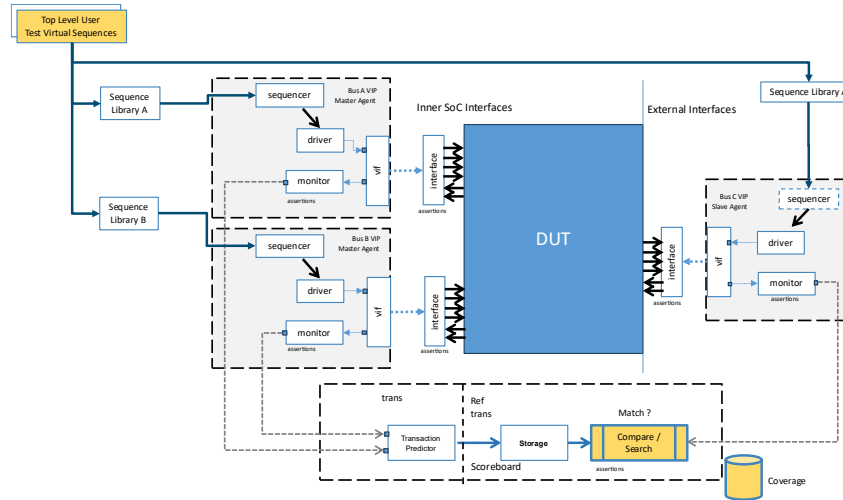 Top Level User
Test Virtual Sequences
Sequence
Library A
Bus A VIP
Master Agent
sequencer
driver
monitor
assertions
vif
Inner SoC Interfaces
interface
assertions
External Interfaces
Sequence Library A
Sequence
Library B
Bus B VIP
Master Agent
sequencer
driver
monitor
assertions
vif
interface
assertions
DUT
interface
assertions
Bus C VIP
Slave Agent
sequencer
driver
monitor
assertions
vif
trans
Ref
trans
Match ?
Transaction
Predictor
Storage
Compare /
Search
Scoreboard
assertions
Coverage